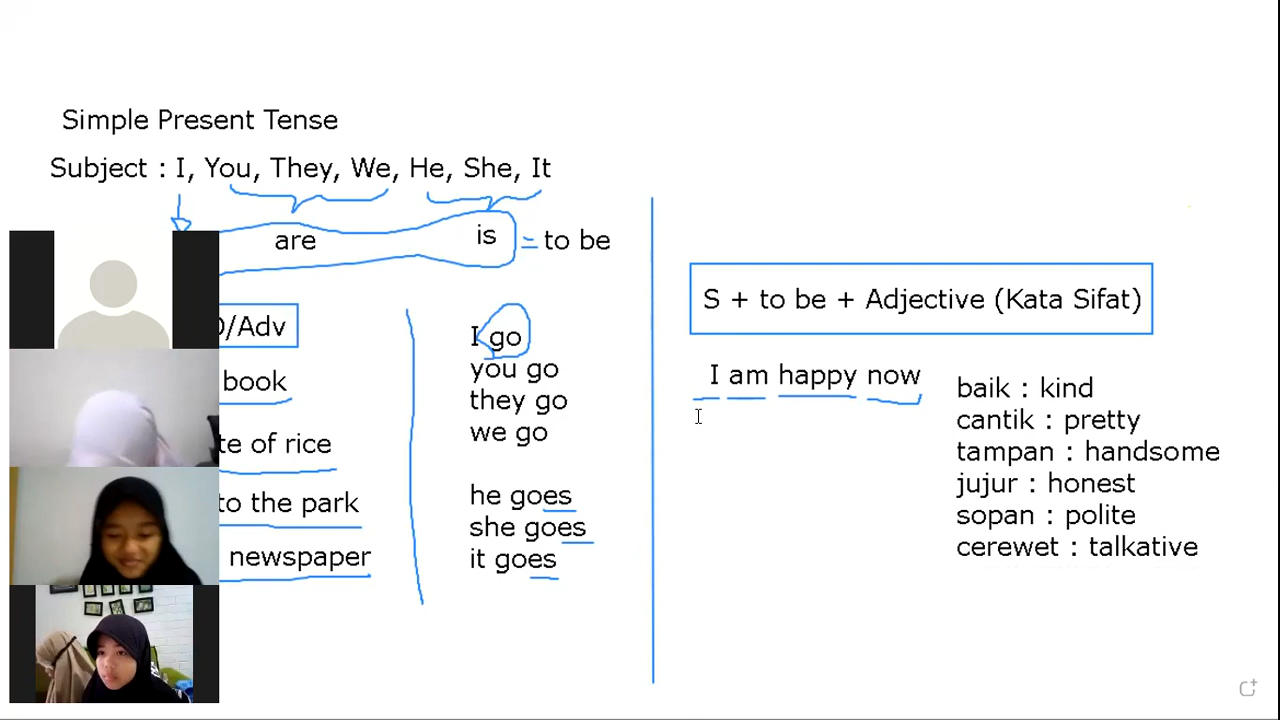 Simple Present Tense
Subject : I, You, They, We, He, She, It
are is = to be
O/Adv
book
te of rice
to the park
newspaper
I go
you go
they go
we go
he goes
she goes
it goes
S + to be + Adjective (Kata Sifat)
I am happy now
baik : kind
cantik : pretty
tampan : handsome
jujur : honest
sopan : polite
cerewet : talkative